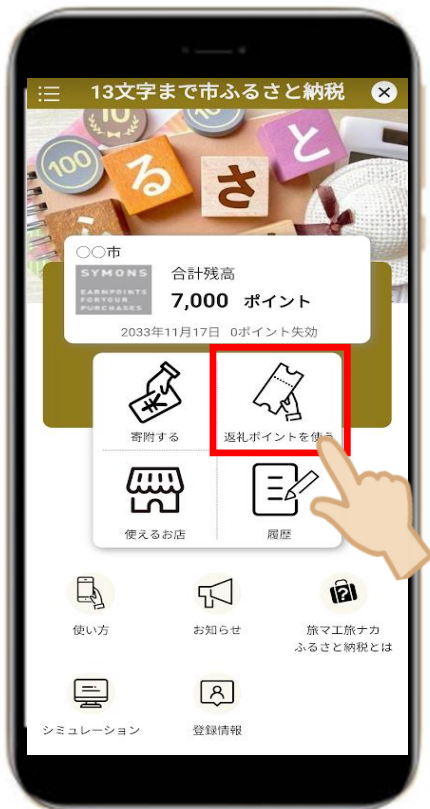 13文字まで市ふるさと納税
10
100
る
さ
と
ふ
○○市
SYMONS
EARNPOINTS
FORYOUR
PURCHASES
合計残高
7,000 ポイント
2033年11月17日 0ポイント失効
寄附する
返礼ポイントを使う
使えるお店
履歴
使い方
お知らせ
旅マエ旅ナカ
ふるさと納税とは
シミュレーション
登録情報